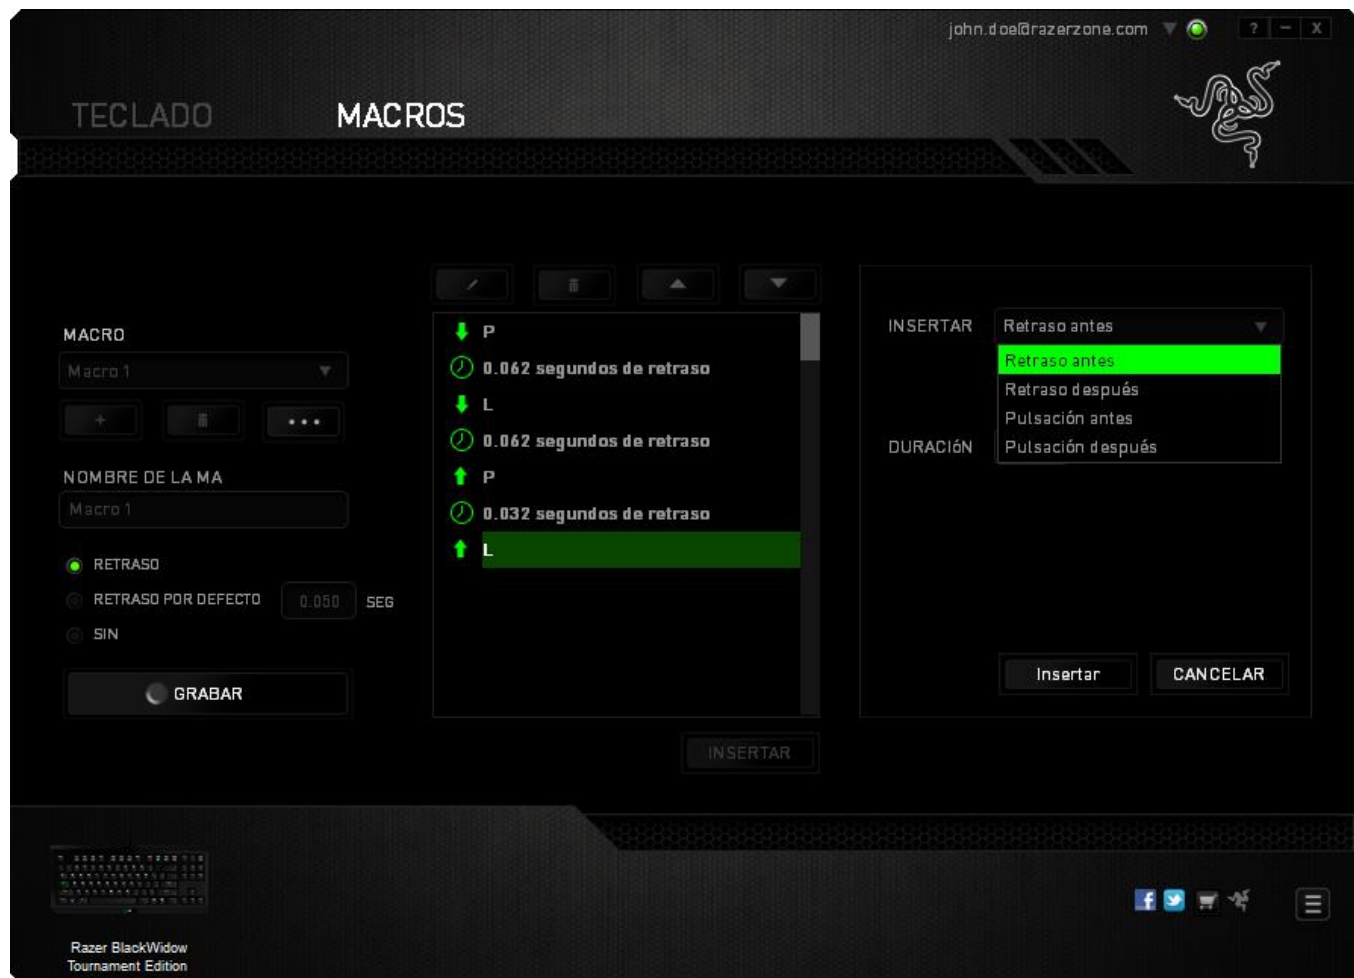 john.doe@razerzone.com
? – X
TECLADO
MACROS
MACRO
Macro 1
+
NOMBRE DE LA MA
Macro 1
RETRASO
RETRASO POR DEFECTO 0.050 SEG
SIN
GRABAR
P
0.062 segundos de retraso
L
0.062 segundos de retraso
P
0.032 segundos de retraso
L
INSERTAR
INSERTAR Retraso antes
Retraso antes
Retraso después
Pulsación antes
Pulsación después
DURACIóN
Insertar
CANCELAR
Razer BlackWidow
Tournament Edition